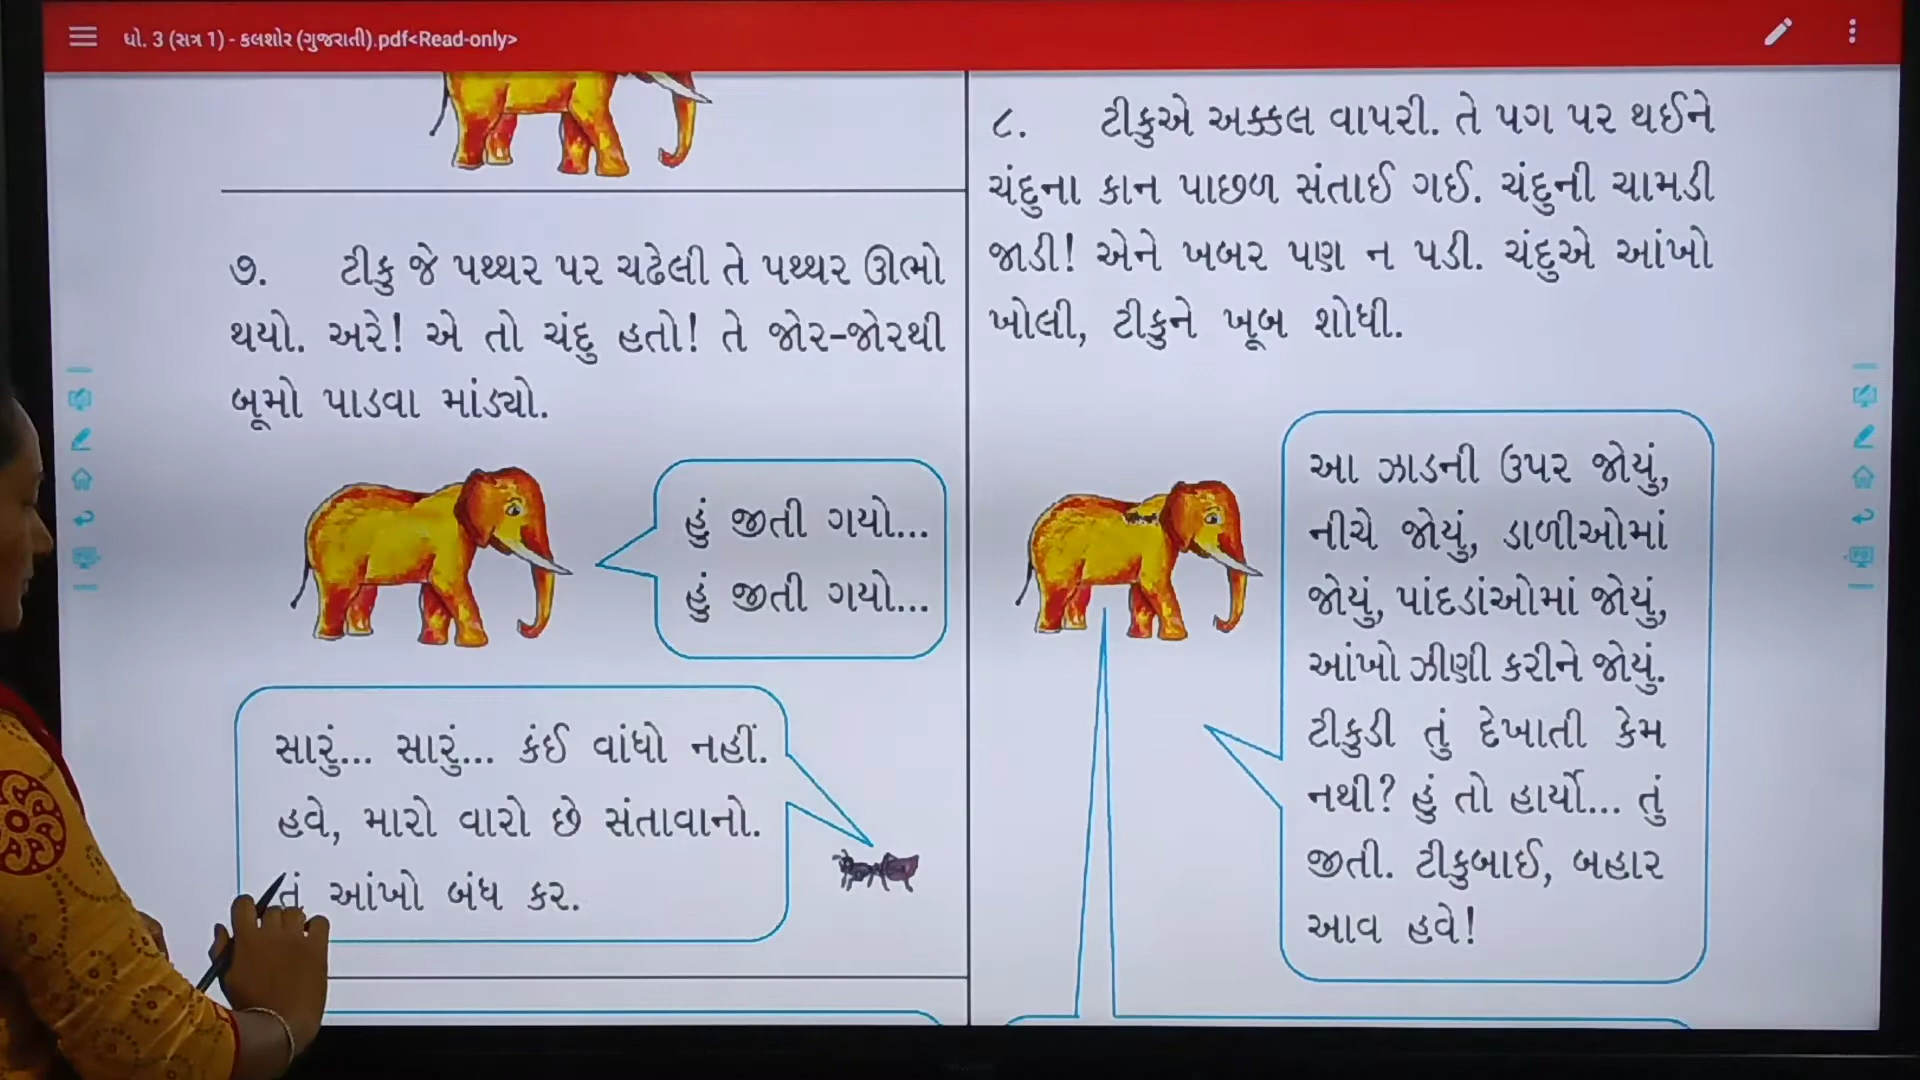 ધો. 3 (સત્ર 1) - કલશોર (ગુજરાતી).pdf<Read-only>
૭. ટીકુ જે પથ્થર પર ચઢેલી તે પથ્થર ઊભો
થયો. અરે! એ તો ચંદુ હતો! તે જોર-જોરથી
બૂમો પાડવા માંડ્યો.
હું જીતી ગયો...
હું જીતી ગયો...
સારું... સારું... કંઈ વાંધો નહીં.
હવે, મારો વારો છે સંતાવાનો.
તું આંખો બંધ કર.
૮. ટીકુએ અક્કલ વાપરી. તે પગ પર થઈને
ચંદુના કાન પાછળ સંતાઈ ગઈ. ચંદુની ચામડી
જાડી! એને ખબર પણ ન પડી. ચંદુએ આંખો
ખોલી, ટીકુને ખૂબ શોધી.
આ ઝાડની ઉપર જોયું,
નીચે જોયું, ડાળીઓમાં
જોયું, પાંદડાંઓમાં જોયું,
આંખો ઝીણી કરીને જોયું.
ટીકુડી તું દેખાતી કેમ
નથી? હું તો હાર્યો... તું
જીતી. ટીકુબાઈ, બહાર
આવ હવે!